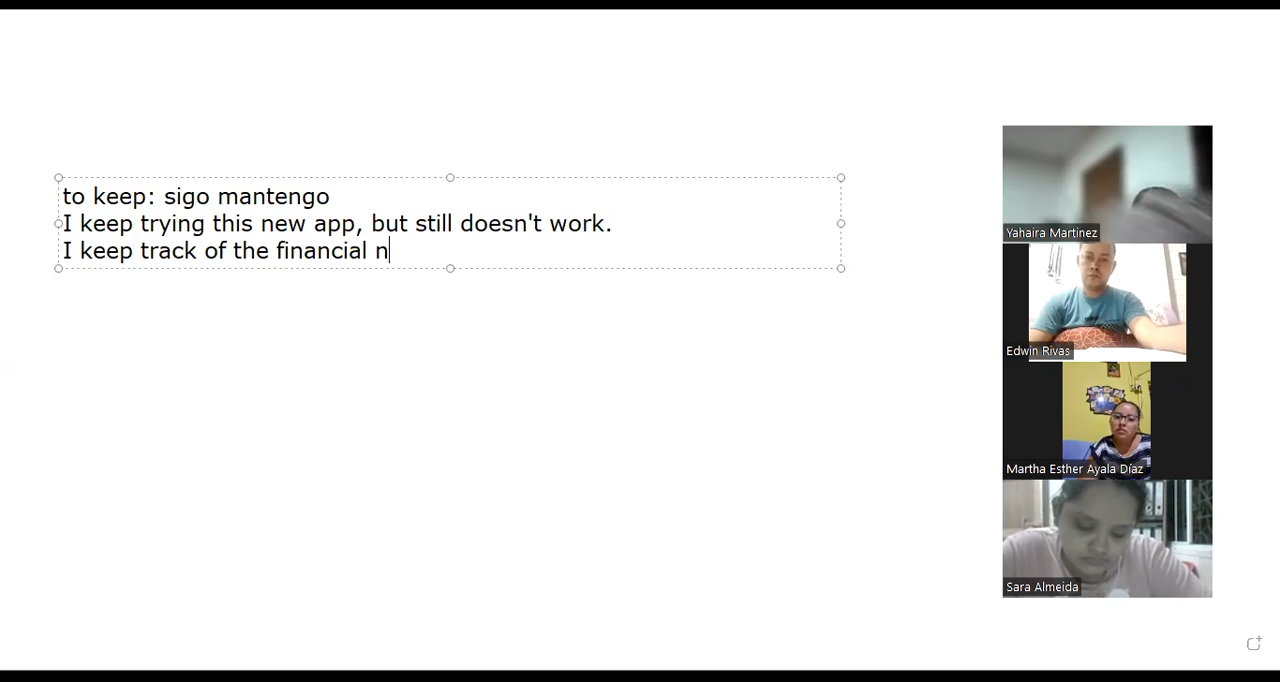 to keep: sigo mantengo
I keep trying this new app, but still doesn't work.
I keep track of the financial n
Yahaira Martinez
Edwin Rivas
Martha Esther Ayala Díaz
Sara Almeida